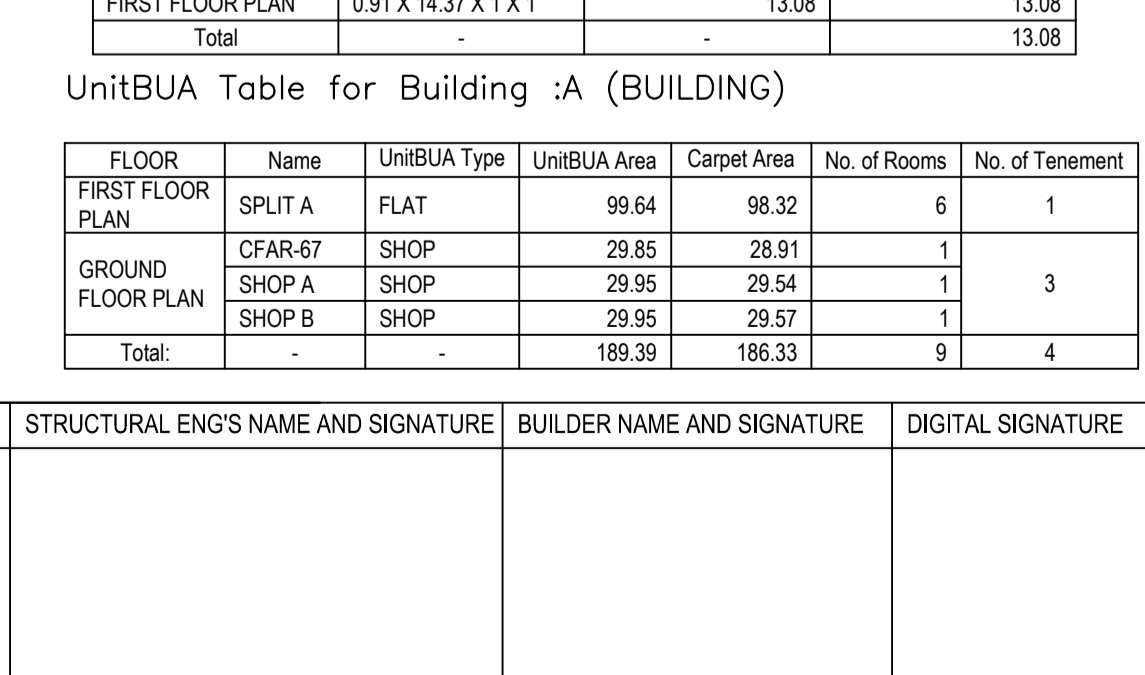 FIRST FLOOR PLAN 0.91 X 14.37 X 1 X 1 13.08 13.08
Total - - 13.08
UnitBUA Table for Building :A (BUILDING)
FLOOR Name UnitBUA Type UnitBUA Area Carpet Area No. of Rooms No. of Tenement
FIRST FLOOR
PLAN SPLIT A FLAT 99.64 98.32 6 1
GROUND
FLOOR PLAN CFAR-67 SHOP 29.85 28.91 1 3
SHOP A SHOP 29.95 29.54 1
SHOP B SHOP 29.95 29.57 1
Total: - - 189.39 186.33 9 4
STRUCTURAL ENG'S NAME AND SIGNATURE BUILDER NAME AND SIGNATURE DIGITAL SIGNATURE